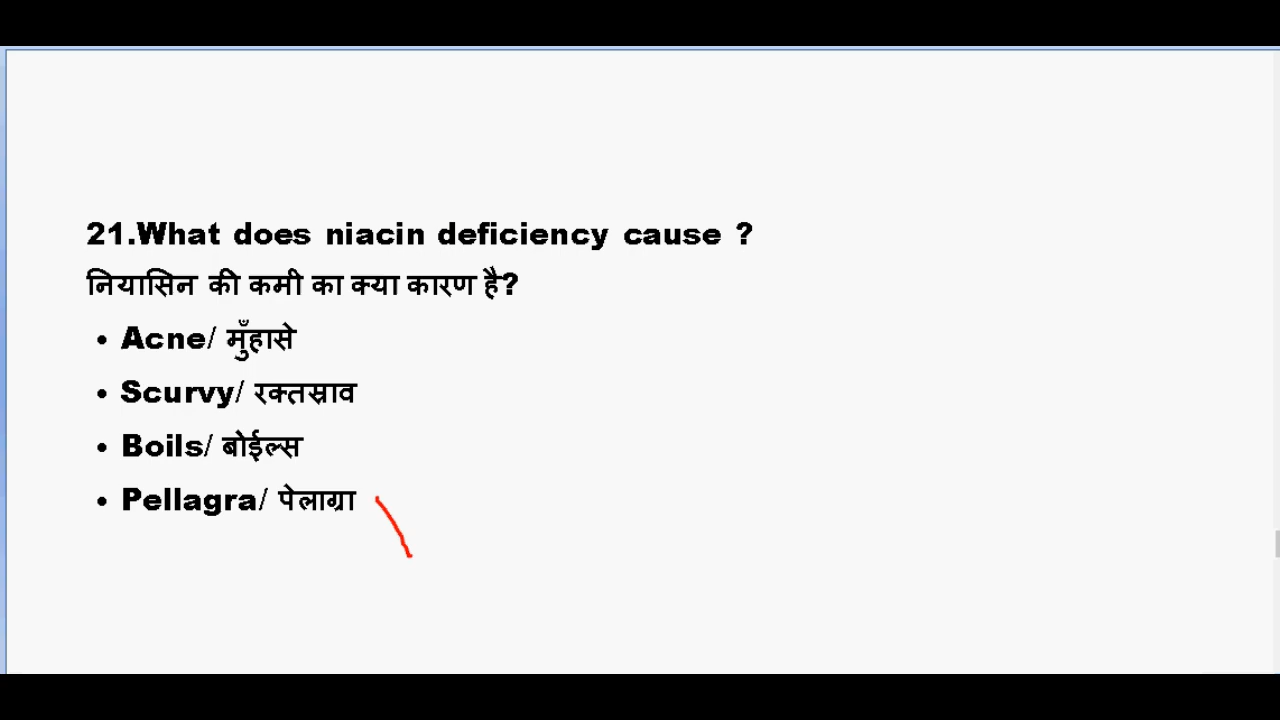 21.What does niacin deficiency cause ?
नियासिन की कमी का क्या कारण है?
• Acne/ मुँहासे
• Scurvy/ रक्तस्राव
• Boils/ बोईल्स
• Pellagra/ पेलाग्रा